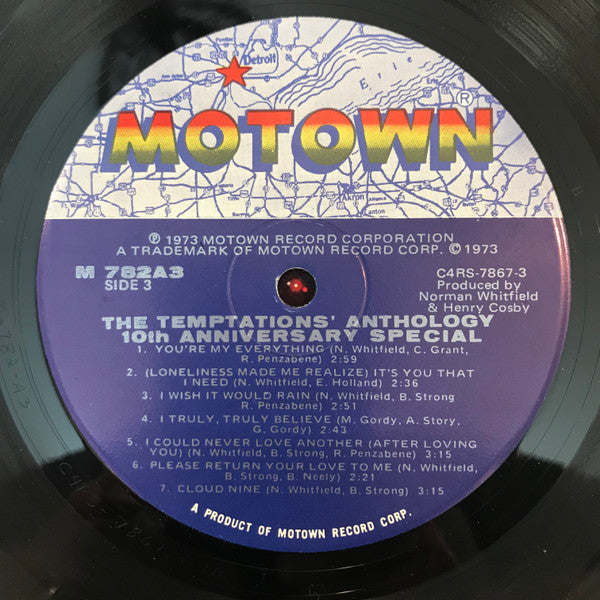 Detroit
Erie
MOTOWN®
Akron
Canton
℗ 1973 MOTOWN RECORD CORPORATION
A TRADEMARK OF MOTOWN RECORD CORP. © 1973
M 782A3
SIDE 3
C4RS-7867-3
Produced by
Norman Whitfield
& Henry Cosby
THE TEMPTATIONS' ANTHOLOGY
10th ANNIVERSARY SPECIAL
1. YOU'RE MY EVERYTHING (N. Whitfield, C. Grant,
R. Penzabene) 2:59
2. (LONELINESS MADE ME REALIZE) IT'S YOU THAT
I NEED (N. Whitfield, E. Holland) 2:36
3. I WISH IT WOULD RAIN (N. Whitfield, B. Strong
R. Penzabene) 2:51
4. I TRULY, TRULY BELIEVE (M. Gordy, A. Story,
G. Gordy) 2:43
5. I COULD NEVER LOVE ANOTHER (AFTER LOVING
YOU) (N. Whitfield, B. Strong, R. Penzabene) 3:15
6. PLEASE RETURN YOUR LOVE TO ME (N. Whitfield,
B. Strong, B. Neely) 2:21
7. CLOUD NINE (N. Whitfield, B. Strong) 3:15
A PRODUCT OF MOTOWN RECORD CORP.